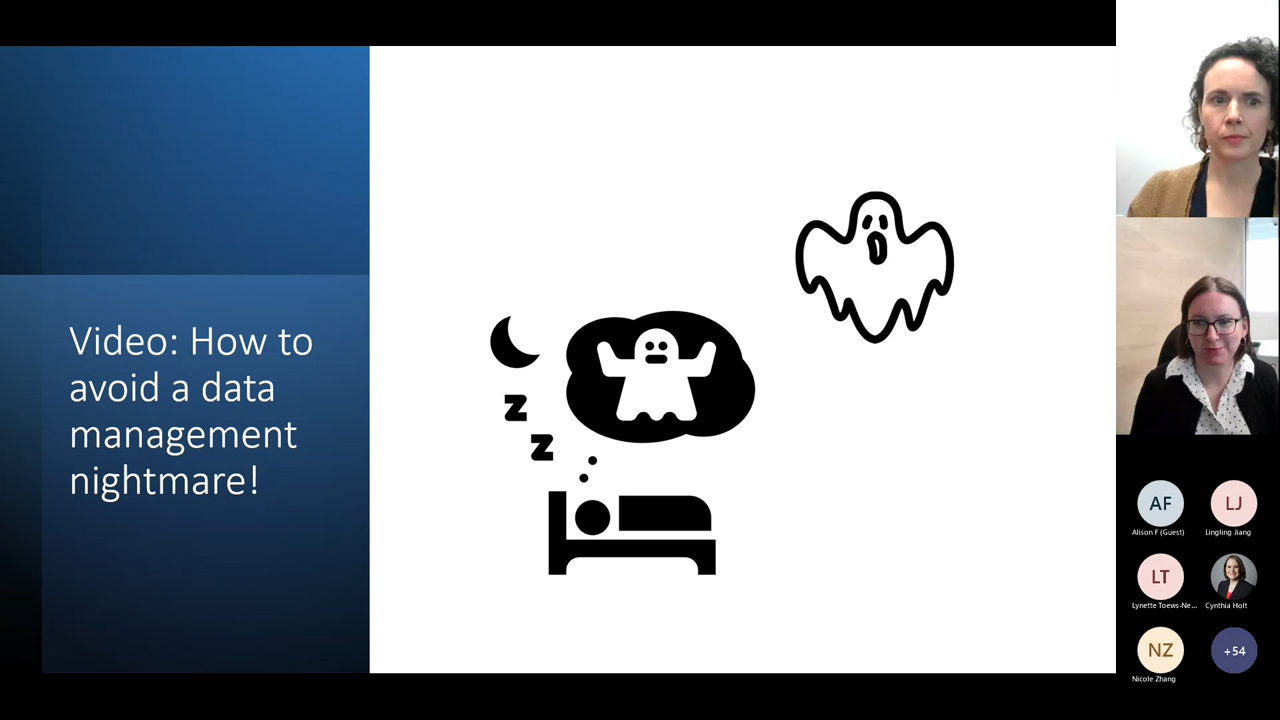 Video: How to
avoid a data
management
nightmare!
z
z
AF
Alison F (Guest)
LJ
Lingling Jiang
LT
Lynette Toews-Ne...
Cynthia Holt
NZ
Nicole Zhang
+54